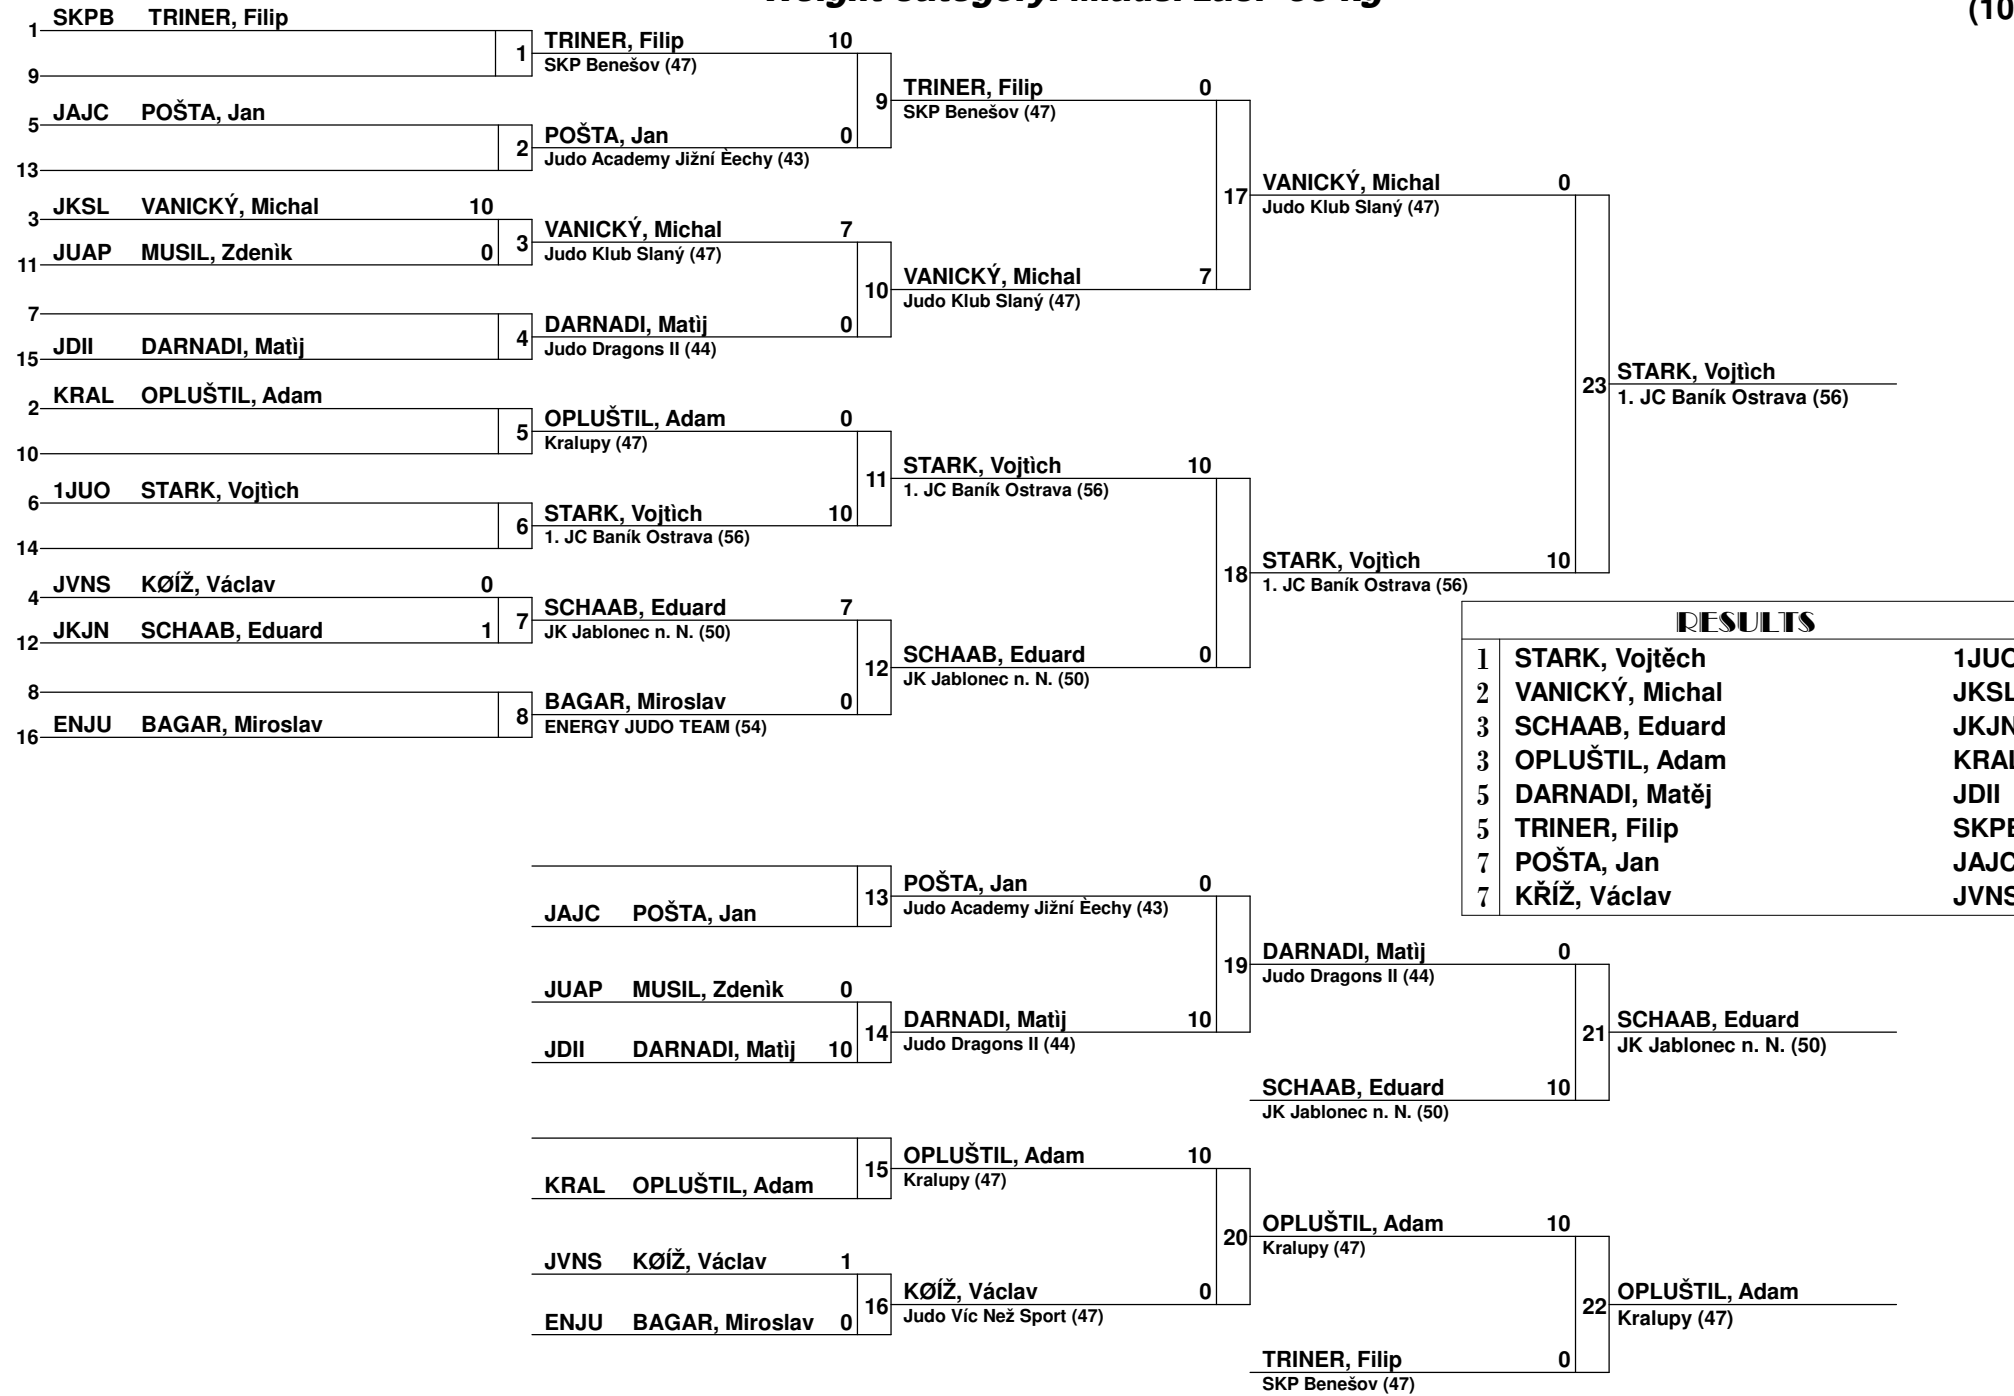 (10
1 SKPB TRINER, Filip
9
1 TRINER, Filip 10
SKP Benešov (47)
5 JAJC POŠTA, Jan
13
2 POŠTA, Jan 0
Judo Academy Jižní Èechy (43)
9 TRINER, Filip 0
SKP Benešov (47)
3 JKSL VANICKÝ, Michal 10
11 JUAP MUSIL, Zdenìk 0
3 VANICKÝ, Michal 7
Judo Klub Slaný (47)
7
15 JDII DARNADI, Matìj
4 DARNADI, Matìj 0
Judo Dragons II (44)
10 VANICKÝ, Michal 7
Judo Klub Slaný (47)
17 VANICKÝ, Michal 0
Judo Klub Slaný (47)
2 KRAL OPLUŠTIL, Adam
10
5 OPLUŠTIL, Adam 0
Kralupy (47)
6 1JUO STARK, Vojtìch
14
6 STARK, Vojtìch 10
1. JC Baník Ostrava (56)
11 STARK, Vojtìch 10
1. JC Baník Ostrava (56)
4 JVNS KØÍŽ, Václav 0
12 JKJN SCHAAB, Eduard 1
7 SCHAAB, Eduard 7
JK Jablonec n. N. (50)
8
16 ENJU BAGAR, Miroslav
8 BAGAR, Miroslav 0
ENERGY JUDO TEAM (54)
12 SCHAAB, Eduard 0
JK Jablonec n. N. (50)
18 STARK, Vojtìch 10
1. JC Baník Ostrava (56)
23 STARK, Vojtìch
1. JC Baník Ostrava (56)
RESULTS
1 STARK, Vojtěch 1JUO
2 VANICKÝ, Michal JKSL
3 SCHAAB, Eduard JKJN
3 OPLUŠTIL, Adam KRAL
5 DARNADI, Matěj JDII
5 TRINER, Filip SKPB
7 POŠTA, Jan JAJC
7 KŘÍŽ, Václav JVNS
JAJC POŠTA, Jan
13 POŠTA, Jan 0
Judo Academy Jižní Èechy (43)
JUAP MUSIL, Zdenìk 0
JDII DARNADI, Matìj 10
14 DARNADI, Matìj 10
Judo Dragons II (44)
19 DARNADI, Matìj 0
Judo Dragons II (44)
SCHAAB, Eduard 10
JK Jablonec n. N. (50)
21 SCHAAB, Eduard
JK Jablonec n. N. (50)
KRAL OPLUŠTIL, Adam
15 OPLUŠTIL, Adam 10
Kralupy (47)
JVNS KØÍŽ, Václav 1
ENJU BAGAR, Miroslav 0
16 KØÍŽ, Václav 0
Judo Víc Než Sport (47)
20 OPLUŠTIL, Adam 10
Kralupy (47)
TRINER, Filip 0
SKP Benešov (47)
22 OPLUŠTIL, Adam
Kralupy (47)